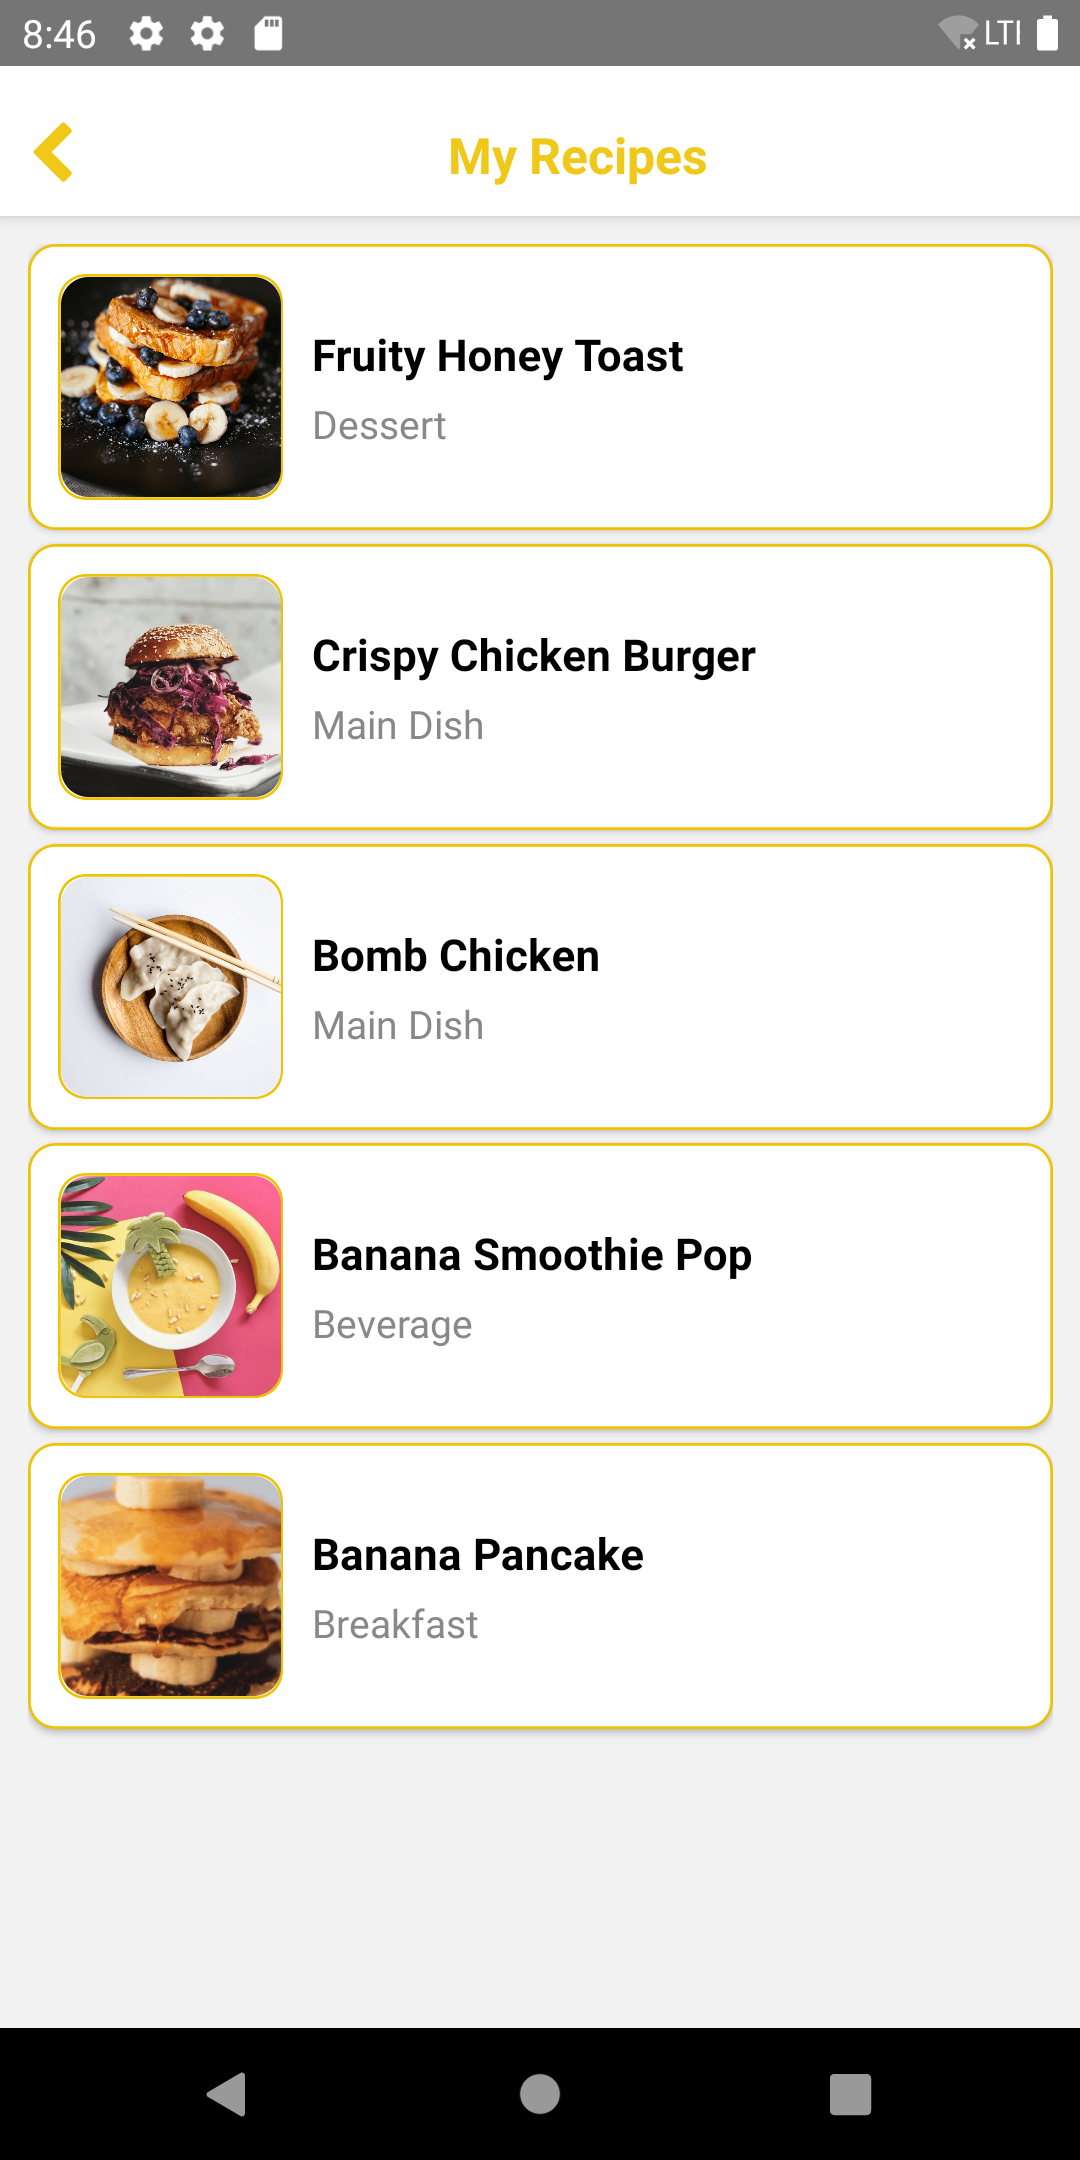 8:46
LTE
My Recipes
Fruity Honey Toast
Dessert
Crispy Chicken Burger
Main Dish
Bomb Chicken
Main Dish
Banana Smoothie Pop
Beverage
Banana Pancake
Breakfast